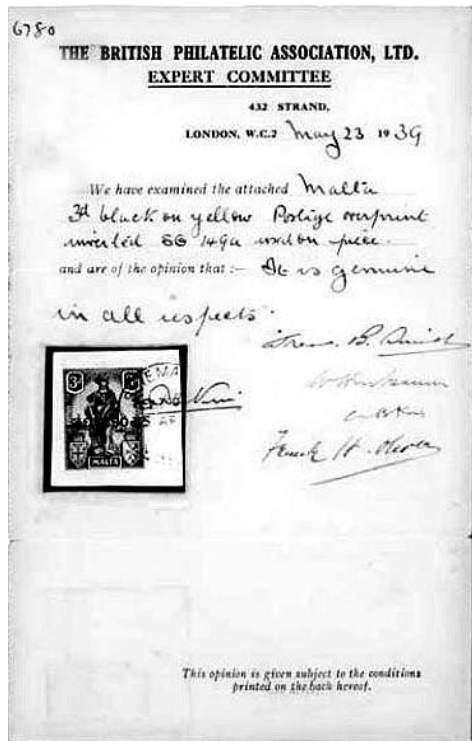 6780
THE BRITISH PHILATELIC ASSOCIATION, LTD.
EXPERT COMMITTEE
432 STRAND,
LONDON, W.C.2 May 23 1939
We have examined the attached Malta
3d black on yellow Postage overprint
inverted SG 149a used on piece.
and are of the opinion that :— It is genuine
in all respects.
3d
MALTA
This opinion is given subject to the conditions
printed on the back hereof.